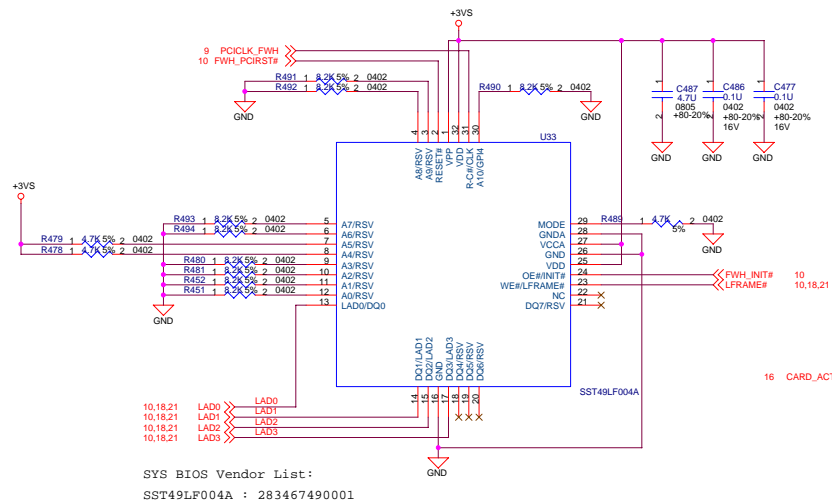 +3VS
9 PCICLK_FWH
10 FWH_PCIRST#
R491 1 8.2K 5% 2 0402
R492 1 8.2K 5% 2 0402
GND
R490 1 8.2K 5% 2 0402
GND
1 C487 4.7U 0805 +80-20% 2
1 C486 0.1U 0402 +80-20% 16V 2
1 C477 0.1U 0402 +80-20% 16V 2
GND GND GND
U33
4 3 2 1 32 31 30
A8/RSV A9/RSV RESET# VPP VDD R-C#/CLK A10/GPI4
+3VS
R493 1 8.2K 5% 2 0402 5 A7/RSV
R494 1 8.2K 5% 2 0402 6 A6/RSV
R479 1 4.7K 5% 2 0402 7 A5/RSV
R478 1 4.7K 5% 2 0402 8 A4/RSV
R480 1 8.2K 5% 2 0402 9 A3/RSV
R481 1 8.2K 5% 2 0402 10 A2/RSV
R452 1 8.2K 5% 2 0402 11 A1/RSV
R451 1 8.2K 5% 2 0402 12 A0/RSV
13 LAD0/DQ0
GND
MODE 29 R489 1 4.7K 5% 2 0402
GND
GNDA 28
VCCA 27
GND 26
VDD 25
OE#/INIT# 24 FWH_INIT# 10
WE#/LFRAME# 23 LFRAME# 10,18,21
NC 22
DQ7/RSV 21
DQ1/LAD1 DQ2/LAD2 GND DQ3/LAD3 DQ4/RSV DQ5/RSV DQ6/RSV
14 15 16 17 18 19 20
SST49LF004A
16 CARD_ACT
10,18,21 LAD0 LAD0
10,18,21 LAD1 LAD1
10,18,21 LAD2 LAD2
10,18,21 LAD3 LAD3
GND
SYS BIOS Vendor List:
SST49LF004A : 283467490001